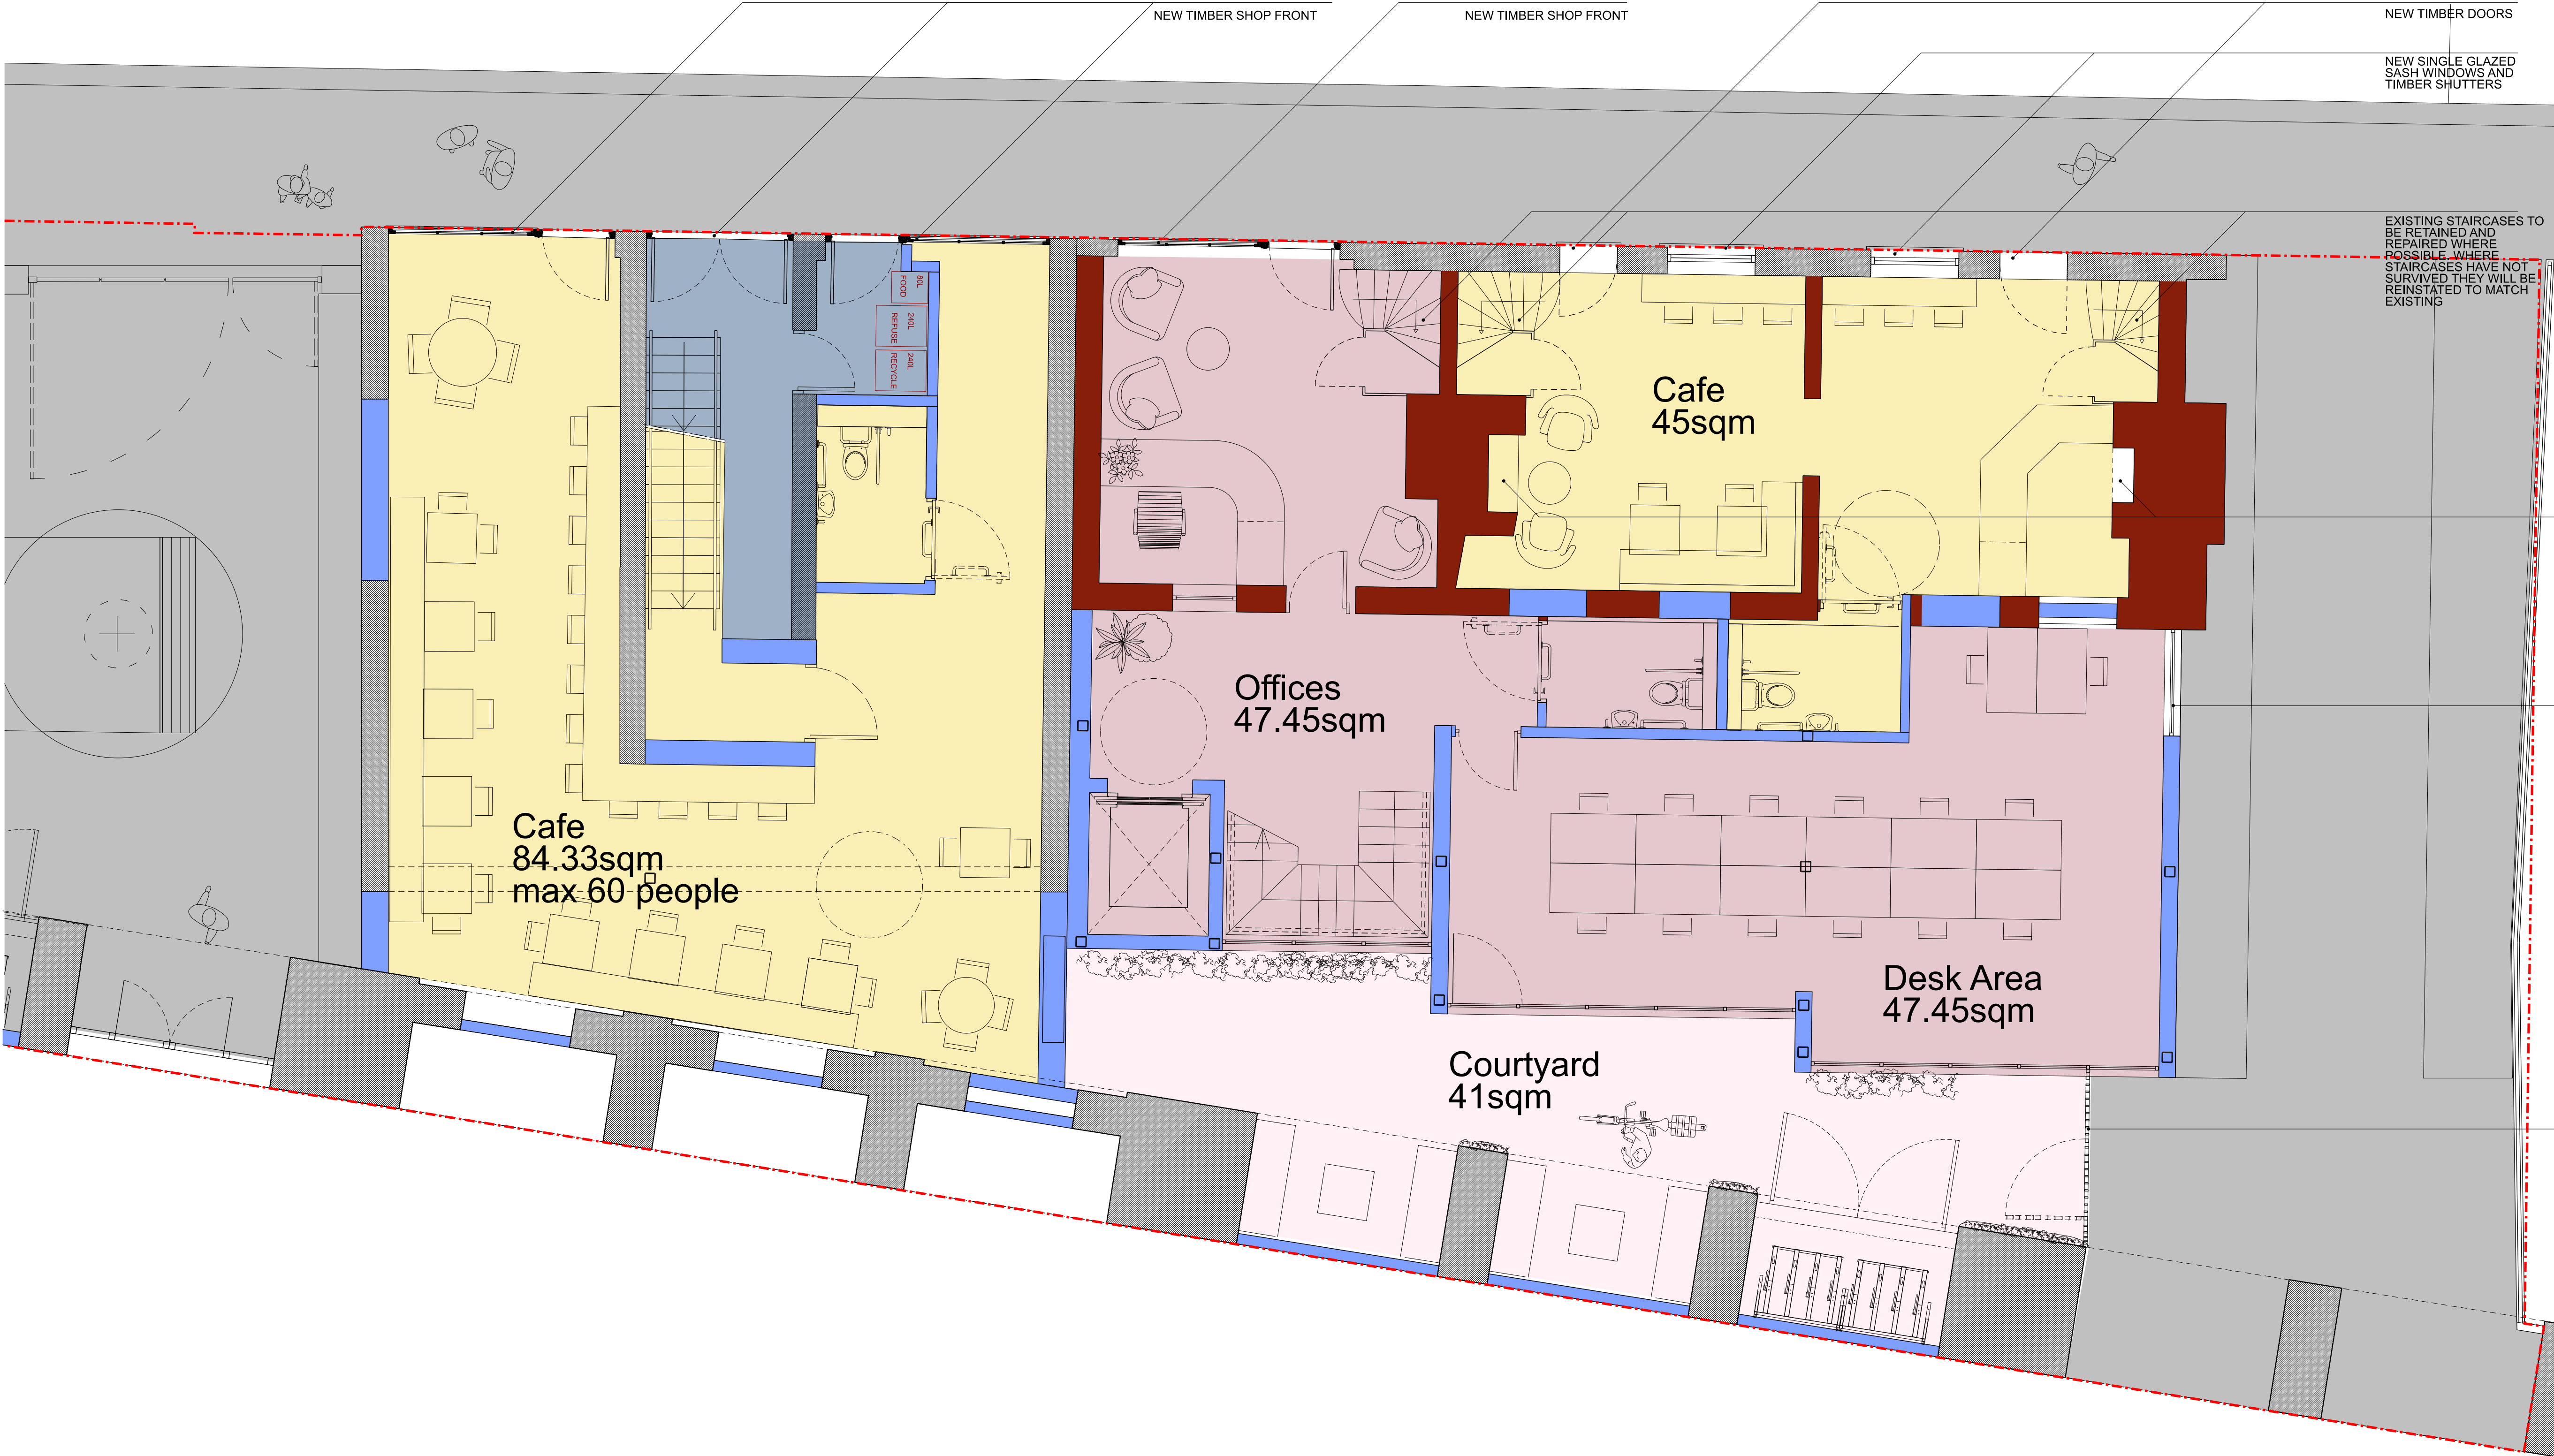 NEW TIMBER SHOP FRONT
NEW TIMBER SHOP FRONT
NEW TIMBER DOORS
NEW SINGLE GLAZED
SASH WINDOWS AND
TIMBER SHUTTERS
EXISTING STAIRCASES TO
BE RETAINED AND
REPAIRED WHERE
POSSIBLE. WHERE
STAIRCASES HAVE NOT
SURVIVED THEY WILL BE
REINSTATED TO MATCH
EXISTING
80L
FOOD
240L
REFUSE
240L
RECYCLE
Cafe
45sqm
Offices
47.45sqm
Cafe
84.33sqm
max 60 people
Desk Area
47.45sqm
Courtyard
41sqm